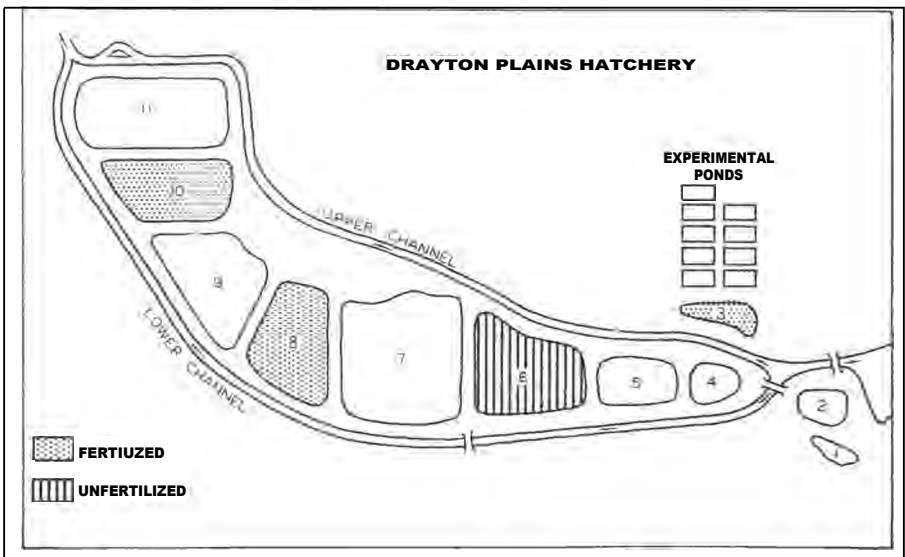 DRAYTON PLAINS HATCHERY
EXPERIMENTAL
PONDS
11
10
UPPER CHANNEL
9
3
LOWER CHANNEL
8
7
6
5
4
2
1
FERTIUZED
UNFERTILIZED